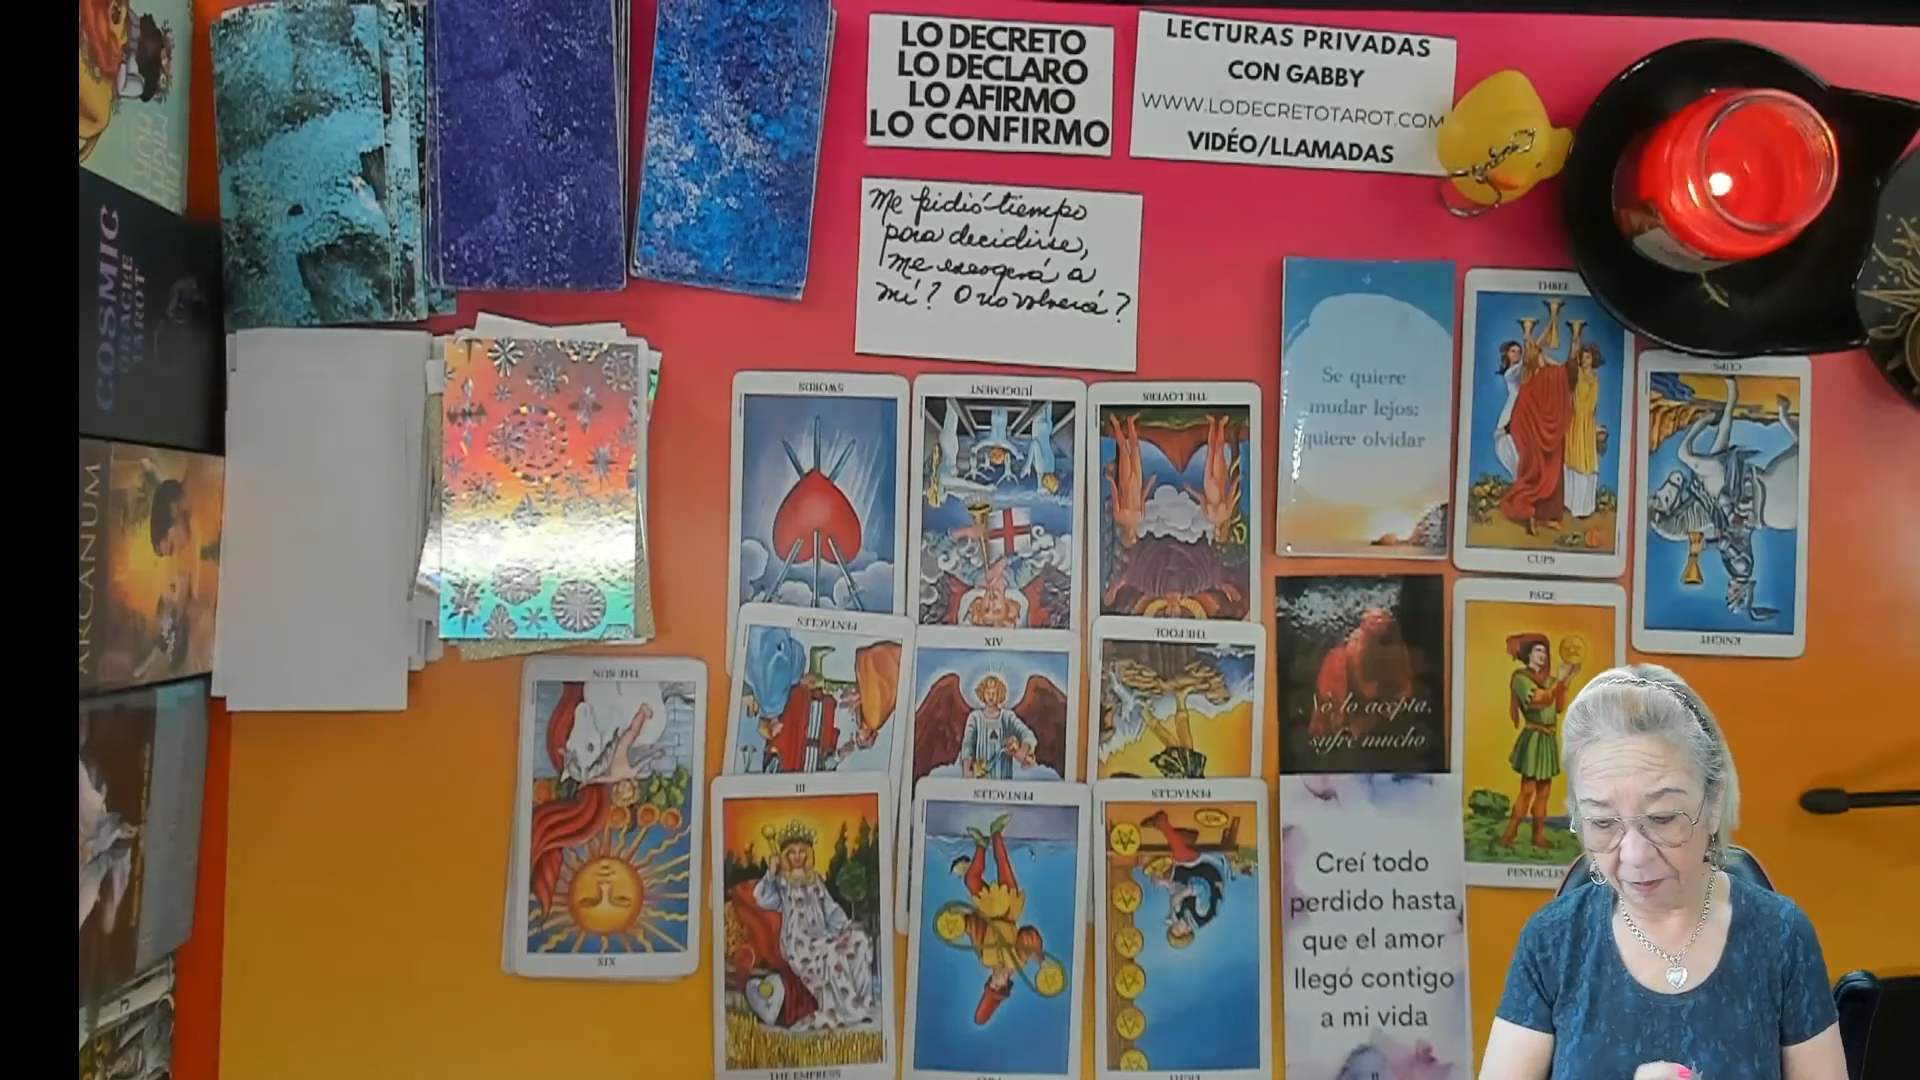 LO DECRETO
LO DECLARO
LO AFIRMO
LO CONFIRMO
LECTURAS PRIVADAS
CON GABBY
WWW.LODECRETOTAROT.COM
VIDÉO/LLAMADAS
Me pidió tiempo
para decidirse,
me escogerá a
mí? O no volverá?
COSMIC
ORACLE
TAROT
ARCANUM
SWORDS
JUDGEMENT
THE LOVERS
Se quiere
mudar lejos;
quiere olvidar
THREE
CUPS
CUPS
KNIGHT
PENTACLES
XIV
THE FOOL
No lo acepta,
sufre mucho
PAGE
PENTACLES
THE SUN
XIX
III
THE EMPRESS
PENTACLES
PENTACLES
EIGHT
Creí todo
perdido hasta
que el amor
llegó contigo
a mi vida